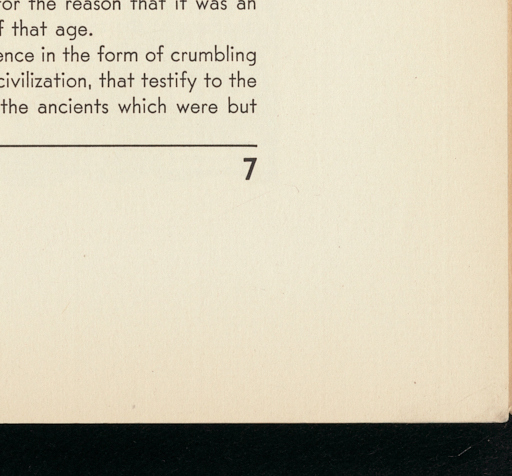 for the reason that it was an
f that age.
ence in the form of crumbling
civilization, that testify to the
the ancients which were but
7